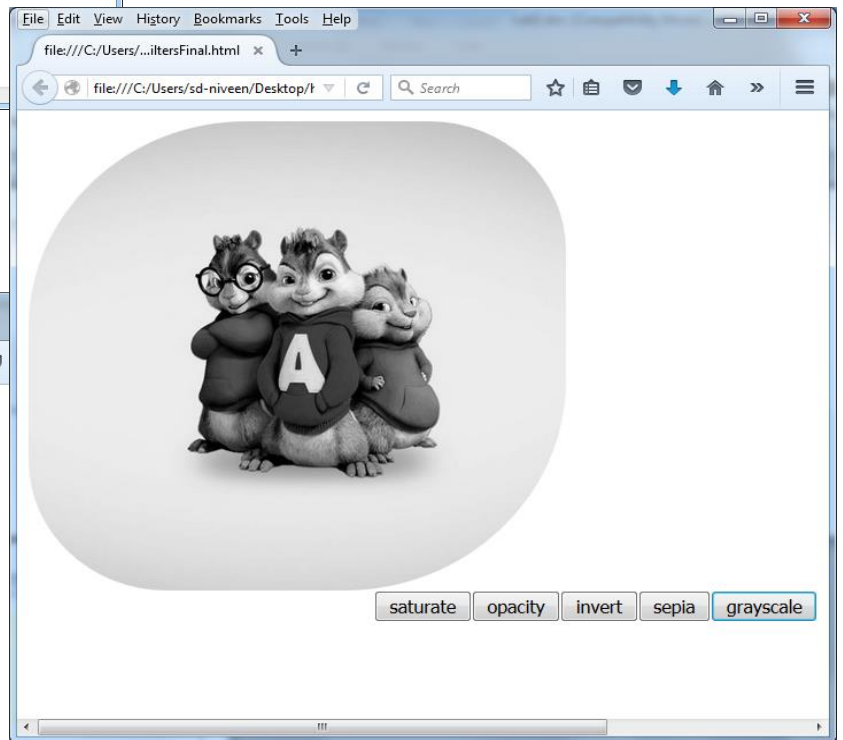 File Edit View History Bookmarks Tools Help
file:///C:/Users/...iltersFinal.html × +
file:///C:/Users/sd-niveen/Desktop/h Search
A
saturate opacity invert sepia grayscale